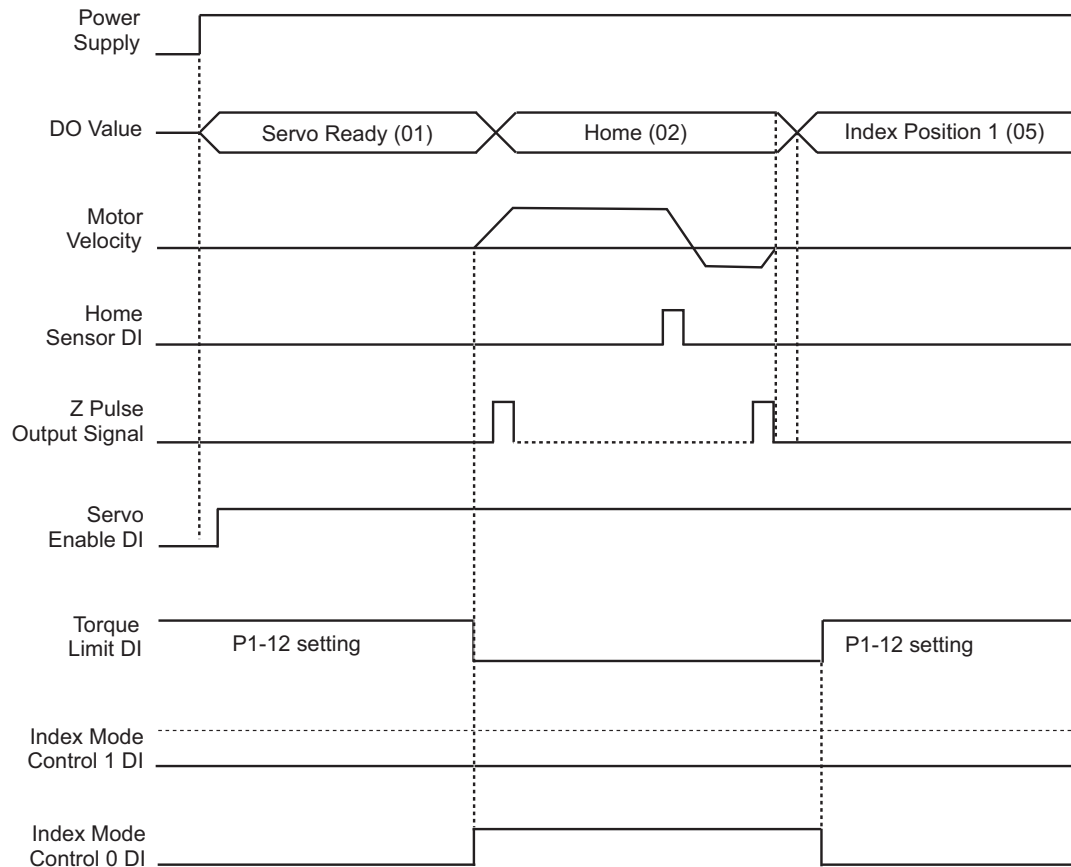 Power
Supply
DO Value
Servo Ready (01)
Home (02)
Index Position 1 (05)
Motor
Velocity
Home
Sensor DI
Z Pulse
Output Signal
Servo
Enable DI
Torque
Limit DI
P1-12 setting
P1-12 setting
Index Mode
Control 1 DI
Index Mode
Control 0 DI